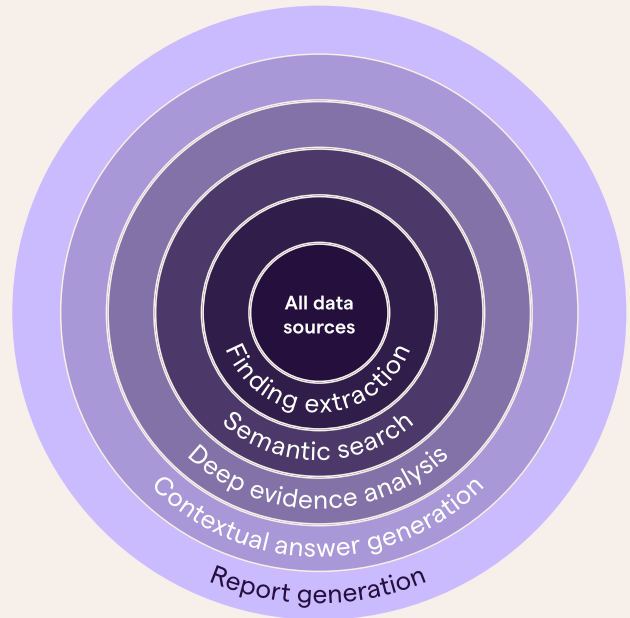 All data
sources
Finding extraction
Semantic search
Deep evidence analysis
Contextual answer generation
Report generation